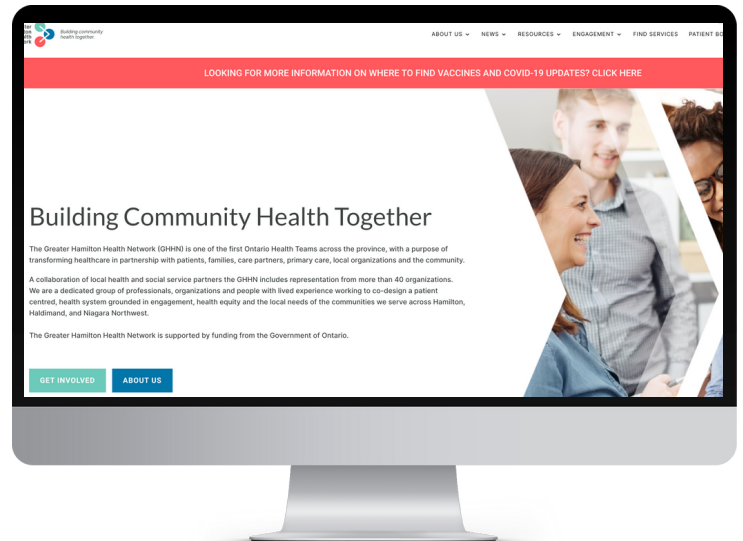 Building community
health together.
ABOUT US NEWS RESOURCES ENGAGEMENT FIND SERVICES PATIENT
LOOKING FOR MORE INFORMATION ON WHERE TO FIND VACCINES AND COVID-19 UPDATES? CLICK HERE
Building Community Health Together
The Greater Hamilton Health Network (GHHN) is one of the first Ontario Health Teams across the province, with a purpose of
transforming healthcare in partnership with patients, families, care partners, primary care, local organizations and the community.
A collaboration of local health and social service partners the GHHN includes representation from more than 40 organizations.
We are a dedicated group of professionals, organizations and people with lived experience working to co-design a patient
centred, health system grounded in engagement, health equity and the local needs of the communities we serve across Hamilton,
Haldimand, and Niagara Northwest.
The Greater Hamilton Health Network is supported by funding from the Government of Ontario.
GET INVOLVED ABOUT US